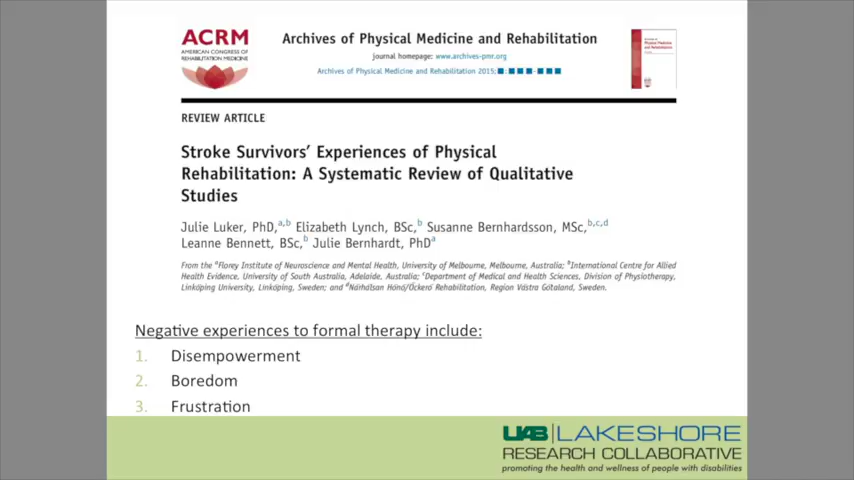 ACRM
AMERICAN CONGRESS OF
REHABILITATION MEDICINE
Archives of Physical Medicine and Rehabilitation
journal homepage: www.archives-pmr.org
Archives of Physical Medicine and Rehabilitation 2015;■:■■■-■■■
REVIEW ARTICLE
Stroke Survivors' Experiences of Physical
Rehabilitation: A Systematic Review of Qualitative
Studies
Julie Luker, PhD,a,b Elizabeth Lynch, BSc,b Susanne Bernhardsson, MSc,b,c,d
Leanne Bennett, BSc,b Julie Bernhardt, PhDa
From the aFlorey Institute of Neuroscience and Mental Health, University of Melbourne, Melbourne, Australia; bInternational Centre for Allied
Health Evidence, University of South Australia, Adelaide, Australia; cDepartment of Medical and Health Sciences, Division of Physiotherapy,
Linköping University, Linköping, Sweden; and dNärhälsan Hönö/Öckerö Rehabilitation, Region Västra Götaland, Sweden.
Negative experiences to formal therapy include:
1. Disempowerment
2. Boredom
3. Frustration
UAB|LAKESHORE
RESEARCH COLLABORATIVE
promoting the health and wellness of people with disabilities